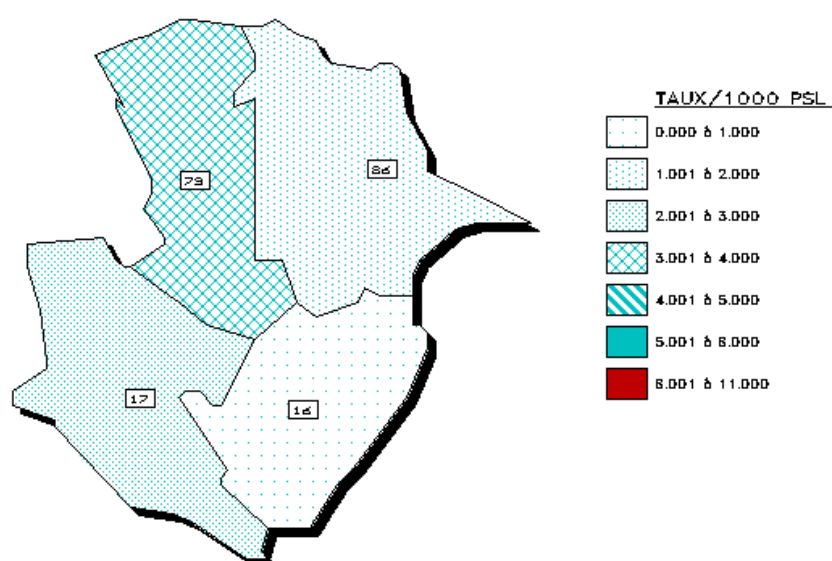 TAUX/1000 PSL
0.000 à 1.000
1.001 à 2.000
2.001 à 3.000
3.001 à 4.000
4.001 à 5.000
5.001 à 6.000
6.001 à 11.000
79
86
17
16